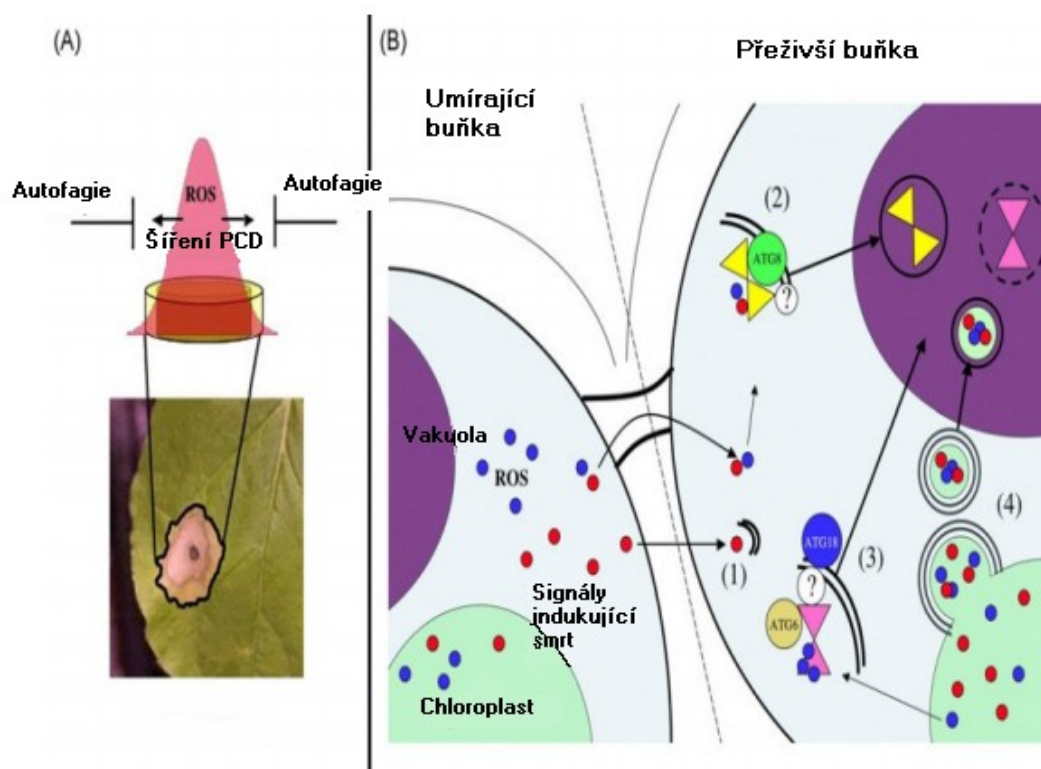 (A)
Autofagie
ROS
Autofagie
Šíření PCD
(B)
Přeživší buňka
Umírající
buňka
(2)
ATG8
?
Vakuola
ROS
(1)
ATG18
(3)
(4)
?
ATG6
Signály
indukující
smrt
Chloroplast